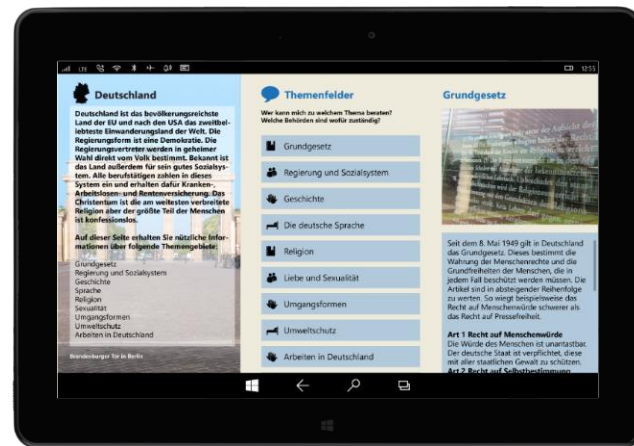 LTE
12:55
Deutschland
Deutschland ist das bevölkerungsreichste
Land der EU und nach den USA das zweitbel-
iebteste Einwanderungsland der Welt. Die
Regierungsform ist eine Demokratie. Die
Regierungsvertreter werden in geheimer
Wahl direkt vom Volk bestimmt. Bekannt ist
das Land außerdem für sein gutes Sozialsys-
tem. Alle berufstätigen zahlen in dieses
System ein und erhalten dafür Kranken-,
Arbeitslosen- und Rentenversicherung. Das
Christentum ist die am weitesten verbreitete
Religion aber der größte Teil der Menschen
ist konfessionslos.
Auf dieser Seite erhalten Sie nützliche Infor-
mationen über folgende Themengebiete:
Grundgesetz
Regierung und Sozialsystem
Geschichte
Sprache
Religion
Sexualität
Umgangsformen
Umweltschutz
Arbeiten in Deutschland
Brandenburger Tor in Berlin
Themenfelder
Wer kann mich zu welchem Thema beraten?
Welche Behörden sind wofür zuständig?
Grundgesetz
Regierung und Sozialsystem
Geschichte
Die deutsche Sprache
Religion
Liebe und Sexualität
Umgangsformen
Umweltschutz
Arbeiten in Deutschland
Grundgesetz
Seit dem 8. Mai 1949 gilt in Deutschland
das Grundgesetz. Dieses bestimmt die
Wahrung der Menschenrechte und die
Grundfreiheiten der Menschen, die in
jedem Fall beschützt werden müssen. Die
Artikel sind in absteigender Reihenfolge
zu werten. So wiegt beispielsweise das
Recht auf Menschenwürde schwerer als
das Recht auf Pressefreiheit.
Art 1 Recht auf Menschenwürde
Die Würde des Menschen ist unantastbar.
Der deutsche Staat ist verpflichtet, diese
mit aller staatlichen Gewalt zu schützen.
Art 2 Recht auf Selbstbestimmung